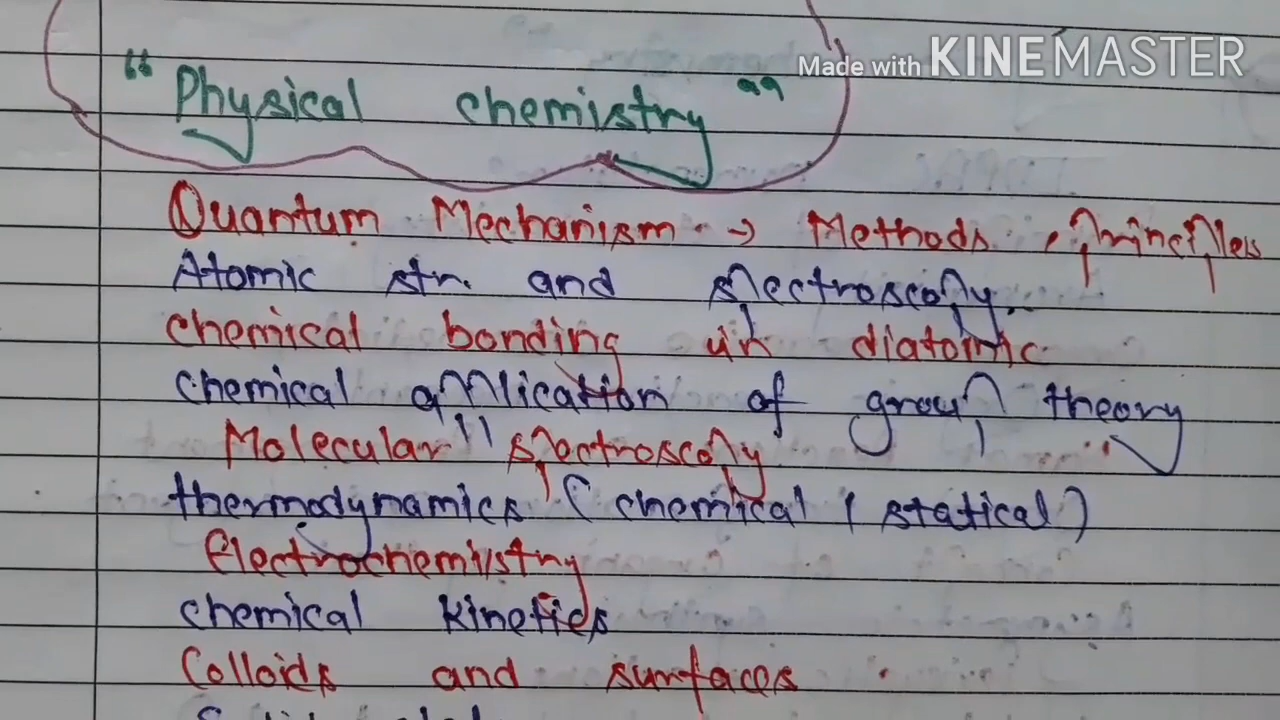 Made with KINEMASTER
" Physical chemistry "
Quantum Mechanism → Methods, principles
Atomic str. and spectroscopy.
chemical bonding in diatomic
chemical application of group theory
Molecular spectroscopy
thermodynamics ( chemical / statical )
Electrochemistry
chemical kinetics
Colloids and surfaces